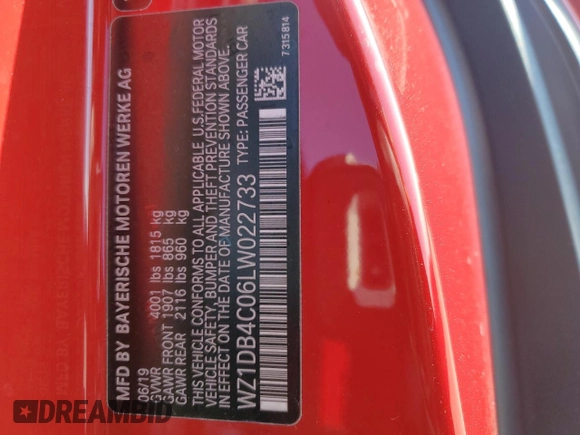 MFD BY BAYERISCHE MOTOREN WERKE AG
06/19
GVWR 4001 lbs 1815 kg
GAWR FRONT 1907 lbs 865 kg
GAWR REAR 2116 lbs 960 kg
THIS VEHICLE CONFORMS TO ALL APPLICABLE U.S. FEDERAL MOTOR
VEHICLE SAFETY, BUMPER AND THEFT PREVENTION STANDARDS
IN EFFECT ON THE DATE OF MANUFACTURE SHOWN ABOVE.
WZ1DB4C06LW022733 TYPE: PASSENGER CAR
7315814
DREAMBID